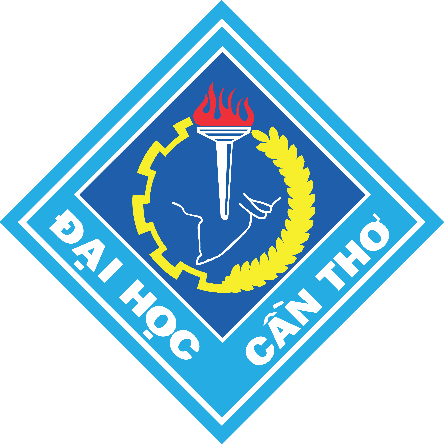 ĐẠI HỌC
CẦN THƠ